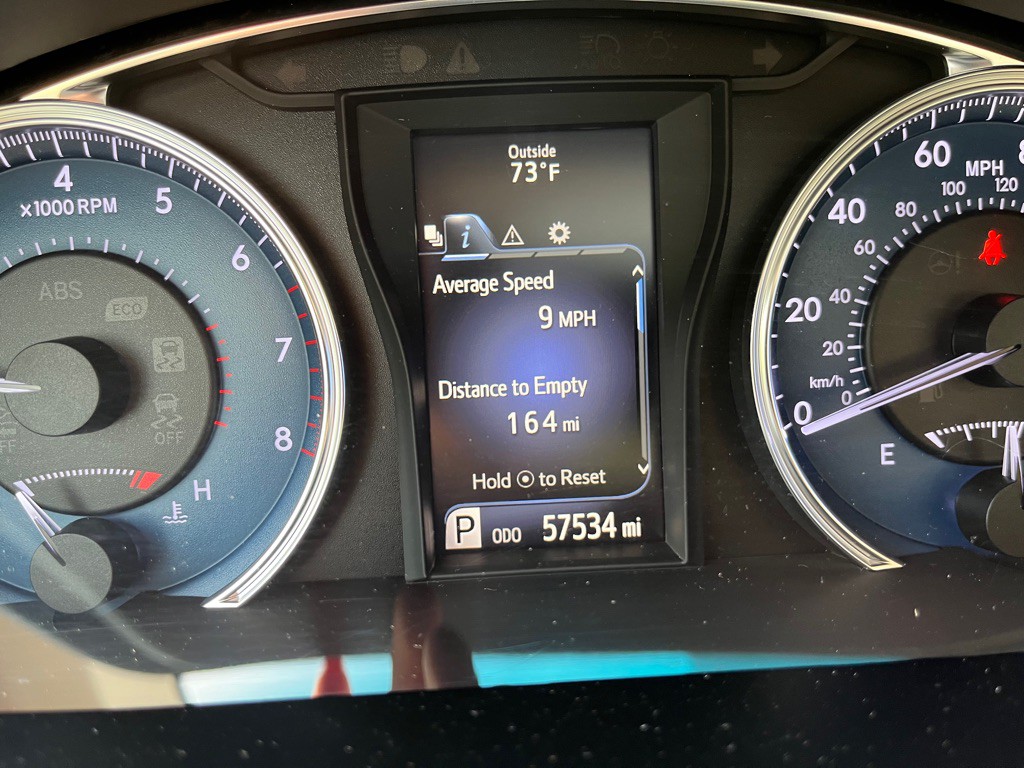 Outside
73°F
i
Average Speed
9 MPH
Distance to Empty
164 mi
Hold ⦿ to Reset
P ODO 57534 mi
4
x1000 RPM
5
6
7
8
ABS
ECO
OFF
H
60
MPH
100
120
40
80
60
20
40
20
km/h
0
0
E